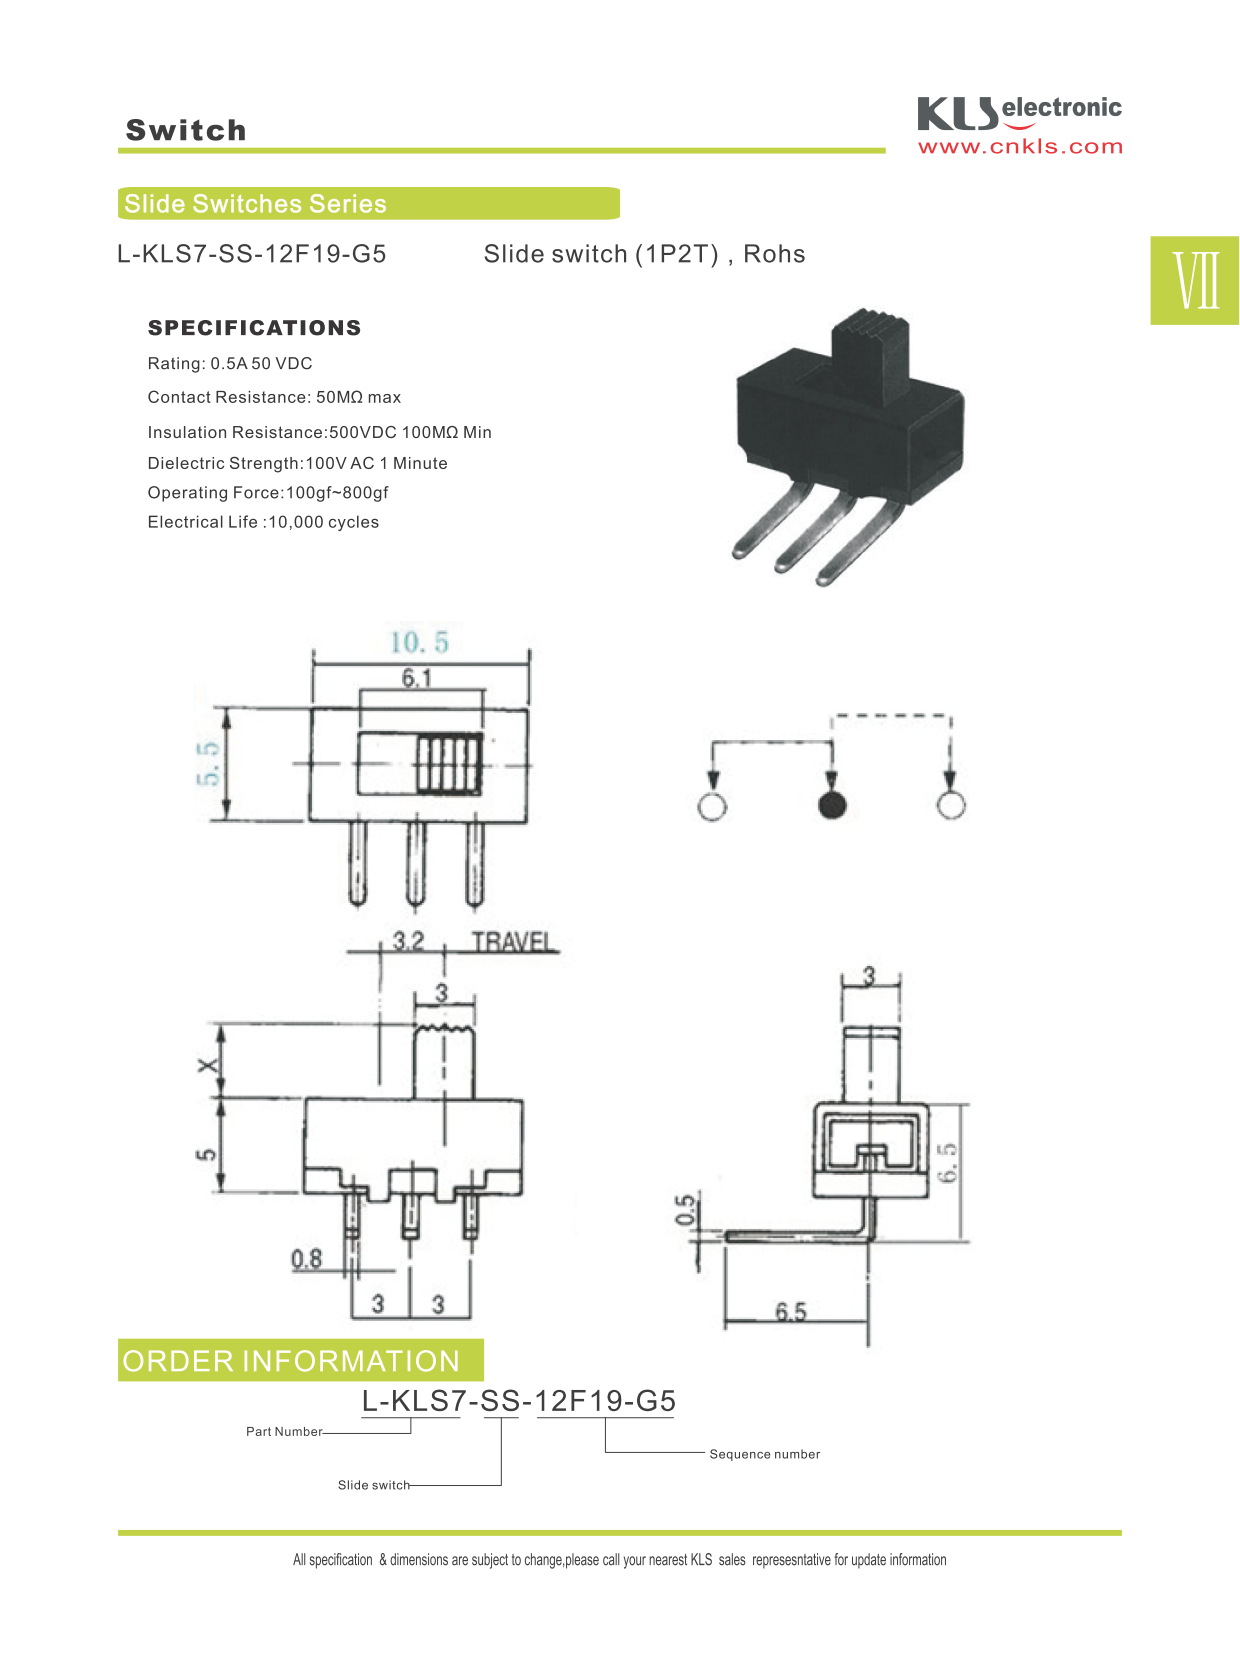 Switch
KLS electronic
www.cnkls.com
Slide Switches Series
L-KLS7-SS-12F19-G5 Slide switch (1P2T) , Rohs
VII
SPECIFICATIONS
Rating: 0.5A 50 VDC
Contact Resistance: 50MΩ max
Insulation Resistance:500VDC 100MΩ Min
Dielectric Strength:100V AC 1 Minute
Operating Force:100gf~800gf
Electrical Life :10,000 cycles
10.5
6.1
5.5
3.2 TRAVEL
3
3
X
5
6.5
0.5
0.8
3 3
6.5
ORDER INFORMATION
L-KLS7-SS-12F19-G5
Part Number
Sequence number
Slide switch
All specification & dimensions are subject to change,please call your nearest KLS sales represesntative for update information